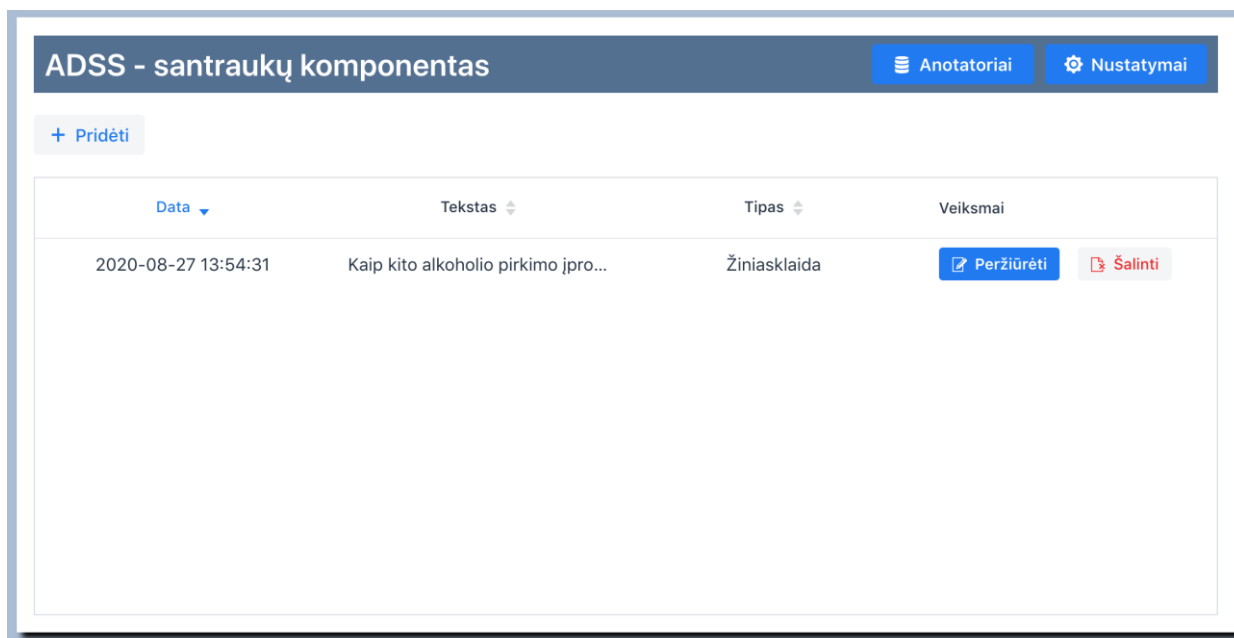 ADSS - santraukų komponentas Anotatoriai Nustatymai
+ Pridėti
Data Tekstas Tipas Veiksmai
2020-08-27 13:54:31 Kaip kito alkoholio pirkimo įpro... Žiniasklaida Peržiūrėti Šalinti